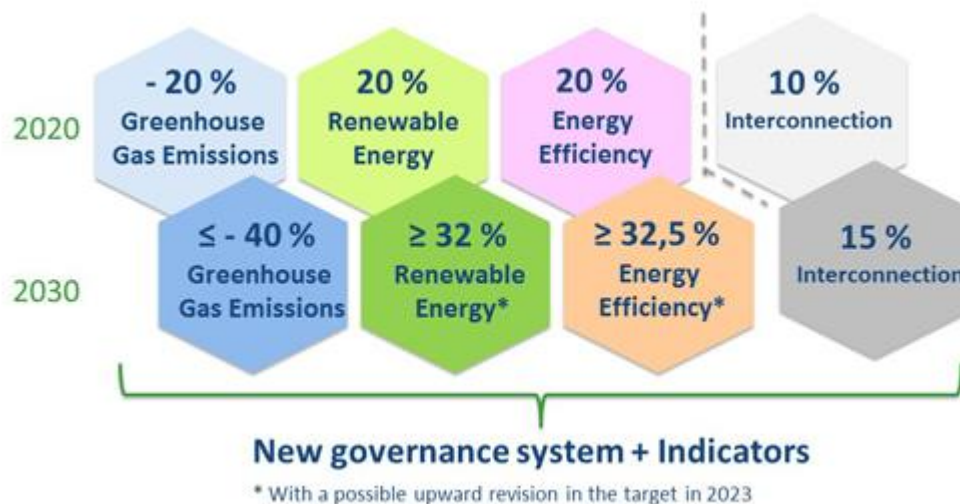 2020
- 20 %
Greenhouse
Gas Emissions
20 %
Renewable
Energy
20 %
Energy
Efficiency
10 %
Interconnection
2030
≤ - 40 %
Greenhouse
Gas Emissions
≥ 32 %
Renewable
Energy*
≥ 32,5 %
Energy
Efficiency*
15 %
Interconnection
New governance system + Indicators
* With a possible upward revision in the target in 2023